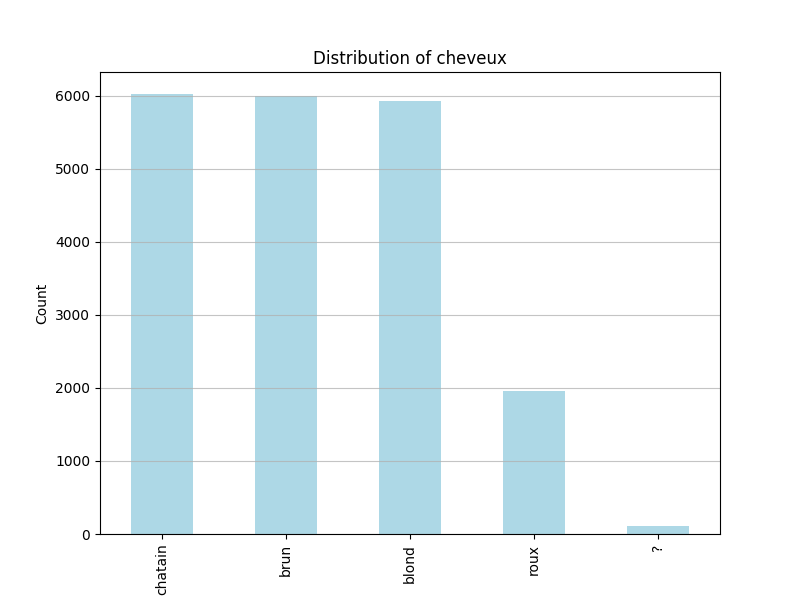 Distribution of cheveux
Count
6000
5000
4000
3000
2000
1000
0
chatain
brun
blond
roux
?